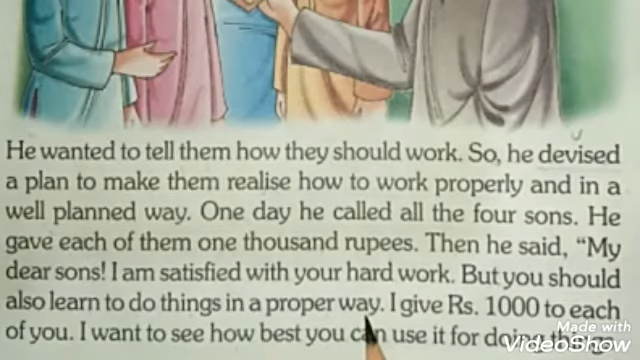 He wanted to tell them how they should work. So, he devised
a plan to make them realise how to work properly and in a
well planned way. One day he called all the four sons. He
gave each of them one thousand rupees. Then he said, “My
dear sons! I am satisfied with your hard work. But you should
also learn to do things in a proper way. I give Rs. 1000 to each
of you. I want to see how best you can use it for doing
Made with
VideoShow